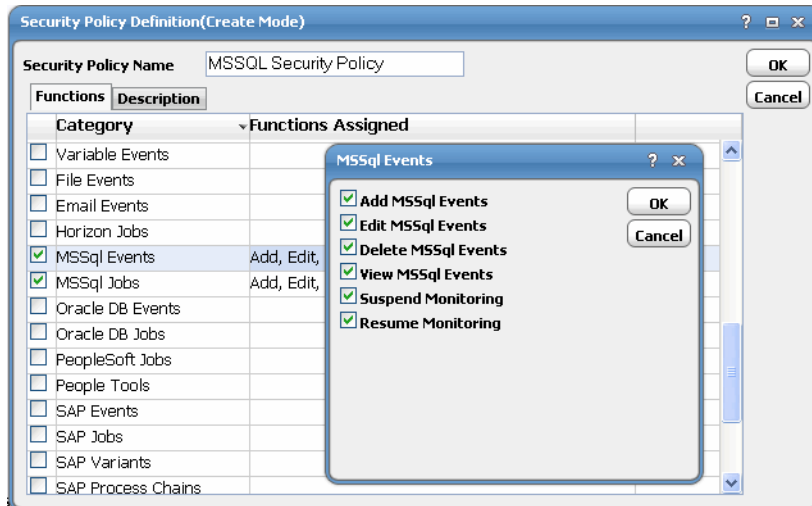 Security Policy Definition(Create Mode)
Security Policy Name MSSQL Security Policy
OK
Cancel
Functions Description
Category Functions Assigned
Variable Events
File Events
Email Events
Horizon Jobs
MSSql Events Add, Edit,
MSSql Jobs Add, Edit,
Oracle DB Events
Oracle DB Jobs
PeopleSoft Jobs
People Tools
SAP Events
SAP Jobs
SAP Variants
SAP Process Chains
MSSql Events
Add MSSql Events
Edit MSSql Events
Delete MSSql Events
View MSSql Events
Suspend Monitoring
Resume Monitoring
OK
Cancel